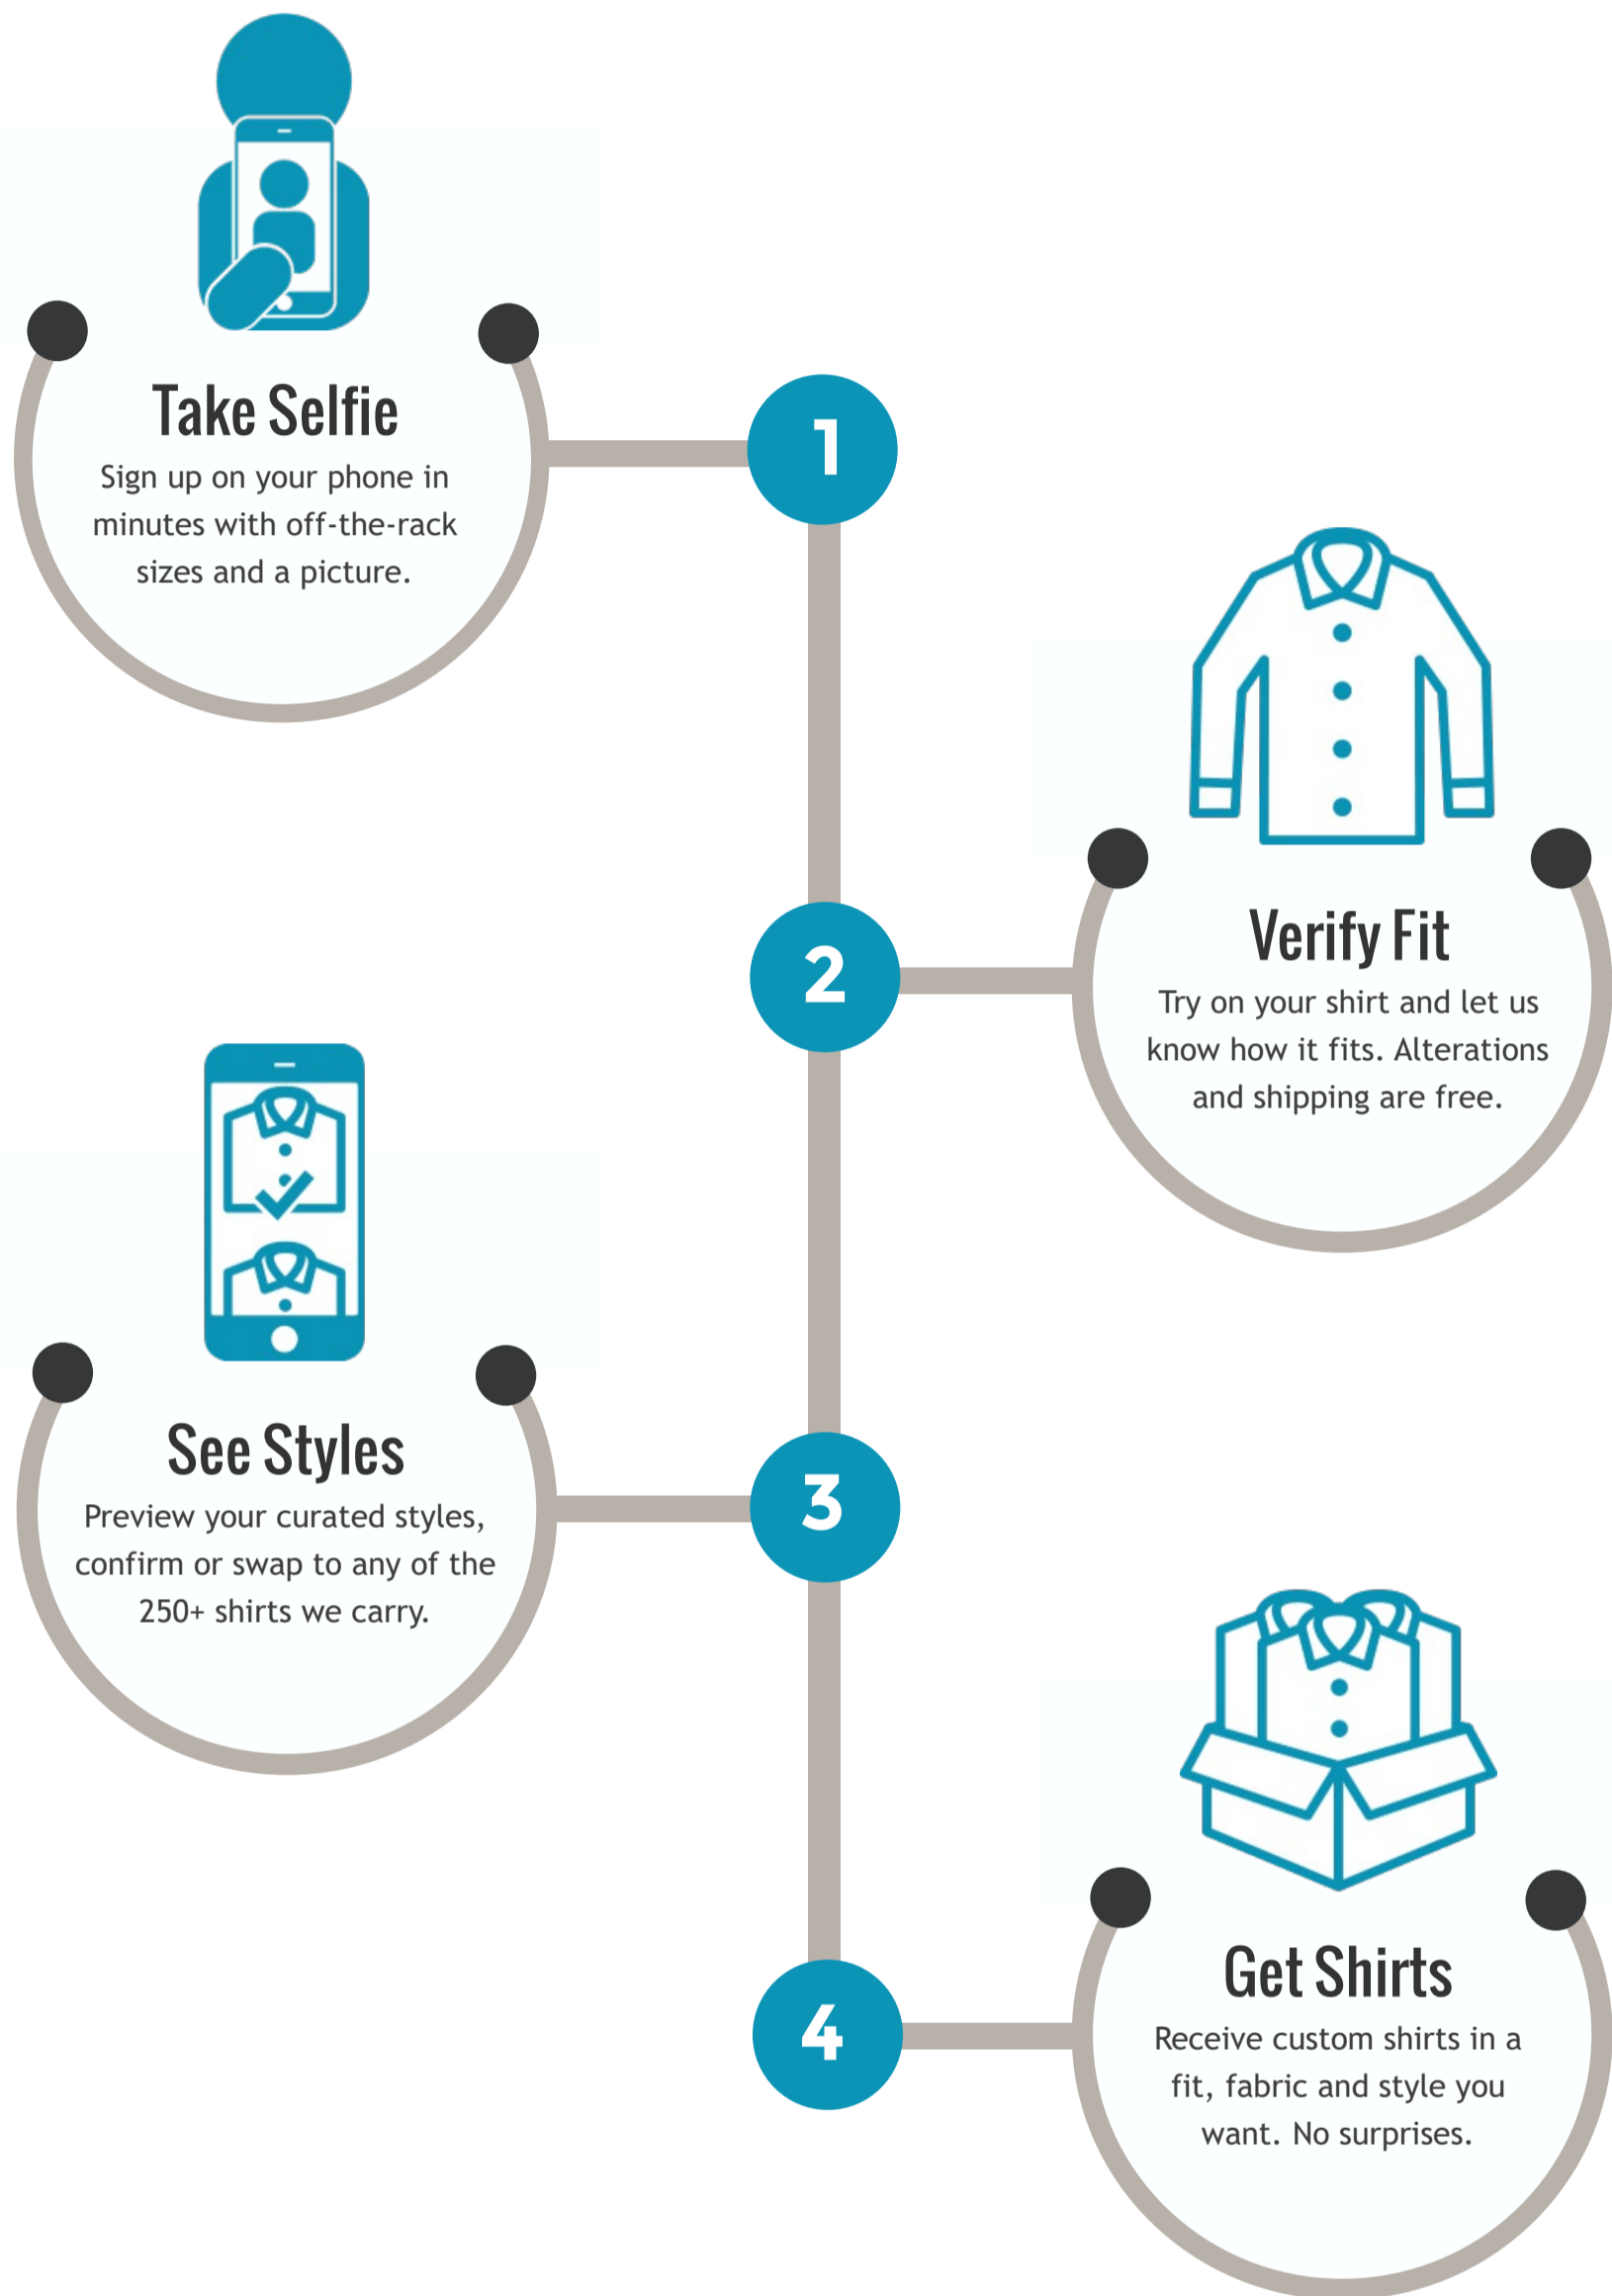 Take Selfie
Sign up on your phone in
minutes with off-the-rack
sizes and a picture.
1
2
Verify Fit
Try on your shirt and let us
know how it fits. Alterations
and shipping are free.
See Styles
Preview your curated styles,
confirm or swap to any of the
250+ shirts we carry.
3
4
Get Shirts
Receive custom shirts in a
fit, fabric and style you
want. No surprises.